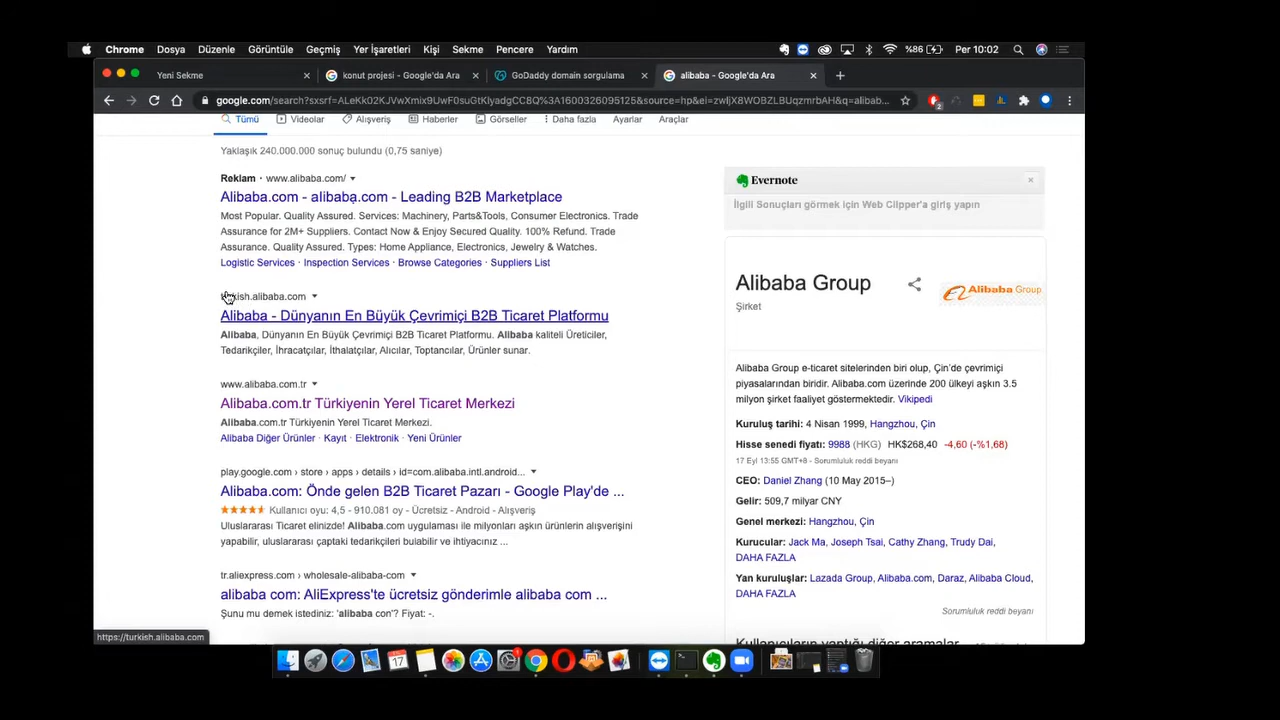 Chrome Dosya Düzenle Görüntüle Geçmiş Yer İşaretleri Kişi Sekme Pencere Yardım %86 Per 10:02
Yeni Sekme konut projesi - Google'da Ara GoDaddy domain sorgulama alibaba - Google'da Ara
Tümü Videolar Alışveriş Haberler Görseller Daha fazla Ayarlar Araçlar
Yaklaşık 240.000.000 sonuç bulundu (0,75 saniye)
Reklam · www.alibaba.com/
Alibaba.com - alibaba.com - Leading B2B Marketplace
Most Popular. Quality Assured. Services: Machinery, Parts&Tools, Consumer Electronics. Trade
Assurance for 2M+ Suppliers. Contact Now & Enjoy Secured Quality. 100% Refund. Trade
Assurance. Quality Assured. Types: Home Appliance, Electronics, Jewelry & Watches.
Logistic Services · Inspection Services · Browse Categories · Suppliers List
turkish.alibaba.com
Alibaba - Dünyanın En Büyük Çevrimiçi B2B Ticaret Platformu
Alibaba, Dünyanın En Büyük Çevrimiçi B2B Ticaret Platformu. Alibaba kaliteli Üreticiler,
Tedarikçiler, İhracatçılar, İthalatçılar, Alıcılar, Toptancılar, Ürünler sunar.
www.alibaba.com.tr
Alibaba.com.tr Türkiyenin Yerel Ticaret Merkezi
Alibaba.com.tr Türkiyenin Yerel Ticaret Merkezi.
Alibaba Diğer Ürünler · Kayıt · Elektronik · Yeni Ürünler
play.google.com › store › apps › details › id=com.alibaba.intl.android...
Alibaba.com: Önde gelen B2B Ticaret Pazarı - Google Play'de ...
Kullanıcı oyu: 4,5 - 910.081 oy - Ücretsiz - Android - Alışveriş
Uluslararası Ticaret elinizde! Alibaba.com uygulaması ile milyonları aşkın ürünlerin alışverişini
yapabilir, uluslararası çaptaki tedarikçileri bulabilir ve ihtiyacınız ...
tr.aliexpress.com › wholesale-alibaba-com
alibaba com: AliExpress'te ücretsiz gönderimle alibaba com ...
Şunu mu demek istediniz: 'alibaba con'? Fiyat: -.
https://turkish.alibaba.com
Evernote
İlgili Sonuçları görmek için Web Clipper'a giriş yapın
Alibaba Group
Alibaba Group
Şirket
Alibaba Group e-ticaret sitelerinden biri olup, Çin'de çevrimiçi
piyasalarından biridir. Alibaba.com üzerinde 200 ülkeyi aşkın 3.5
milyon şirket faaliyet göstermektedir. Vikipedi
Kuruluş tarihi: 4 Nisan 1999, Hangzhou, Çin
Hisse senedi fiyatı: 9988 (HKG) HK$268,40 -4,60 (-%1,68)
17 Eyl 13:55 GMT+8 - Sorumluluk reddi beyanı
CEO: Daniel Zhang (10 May 2015–)
Gelir: 509,7 milyar CNY
Genel merkezi: Hangzhou, Çin
Kurucular: Jack Ma, Joseph Tsai, Cathy Zhang, Trudy Dai,
DAHA FAZLA
Yan kuruluşlar: Lazada Group, Alibaba.com, Daraz, Alibaba Cloud,
DAHA FAZLA
Sorumluluk reddi beyanı
Kullanıcıların yaptığı diğer aramalar